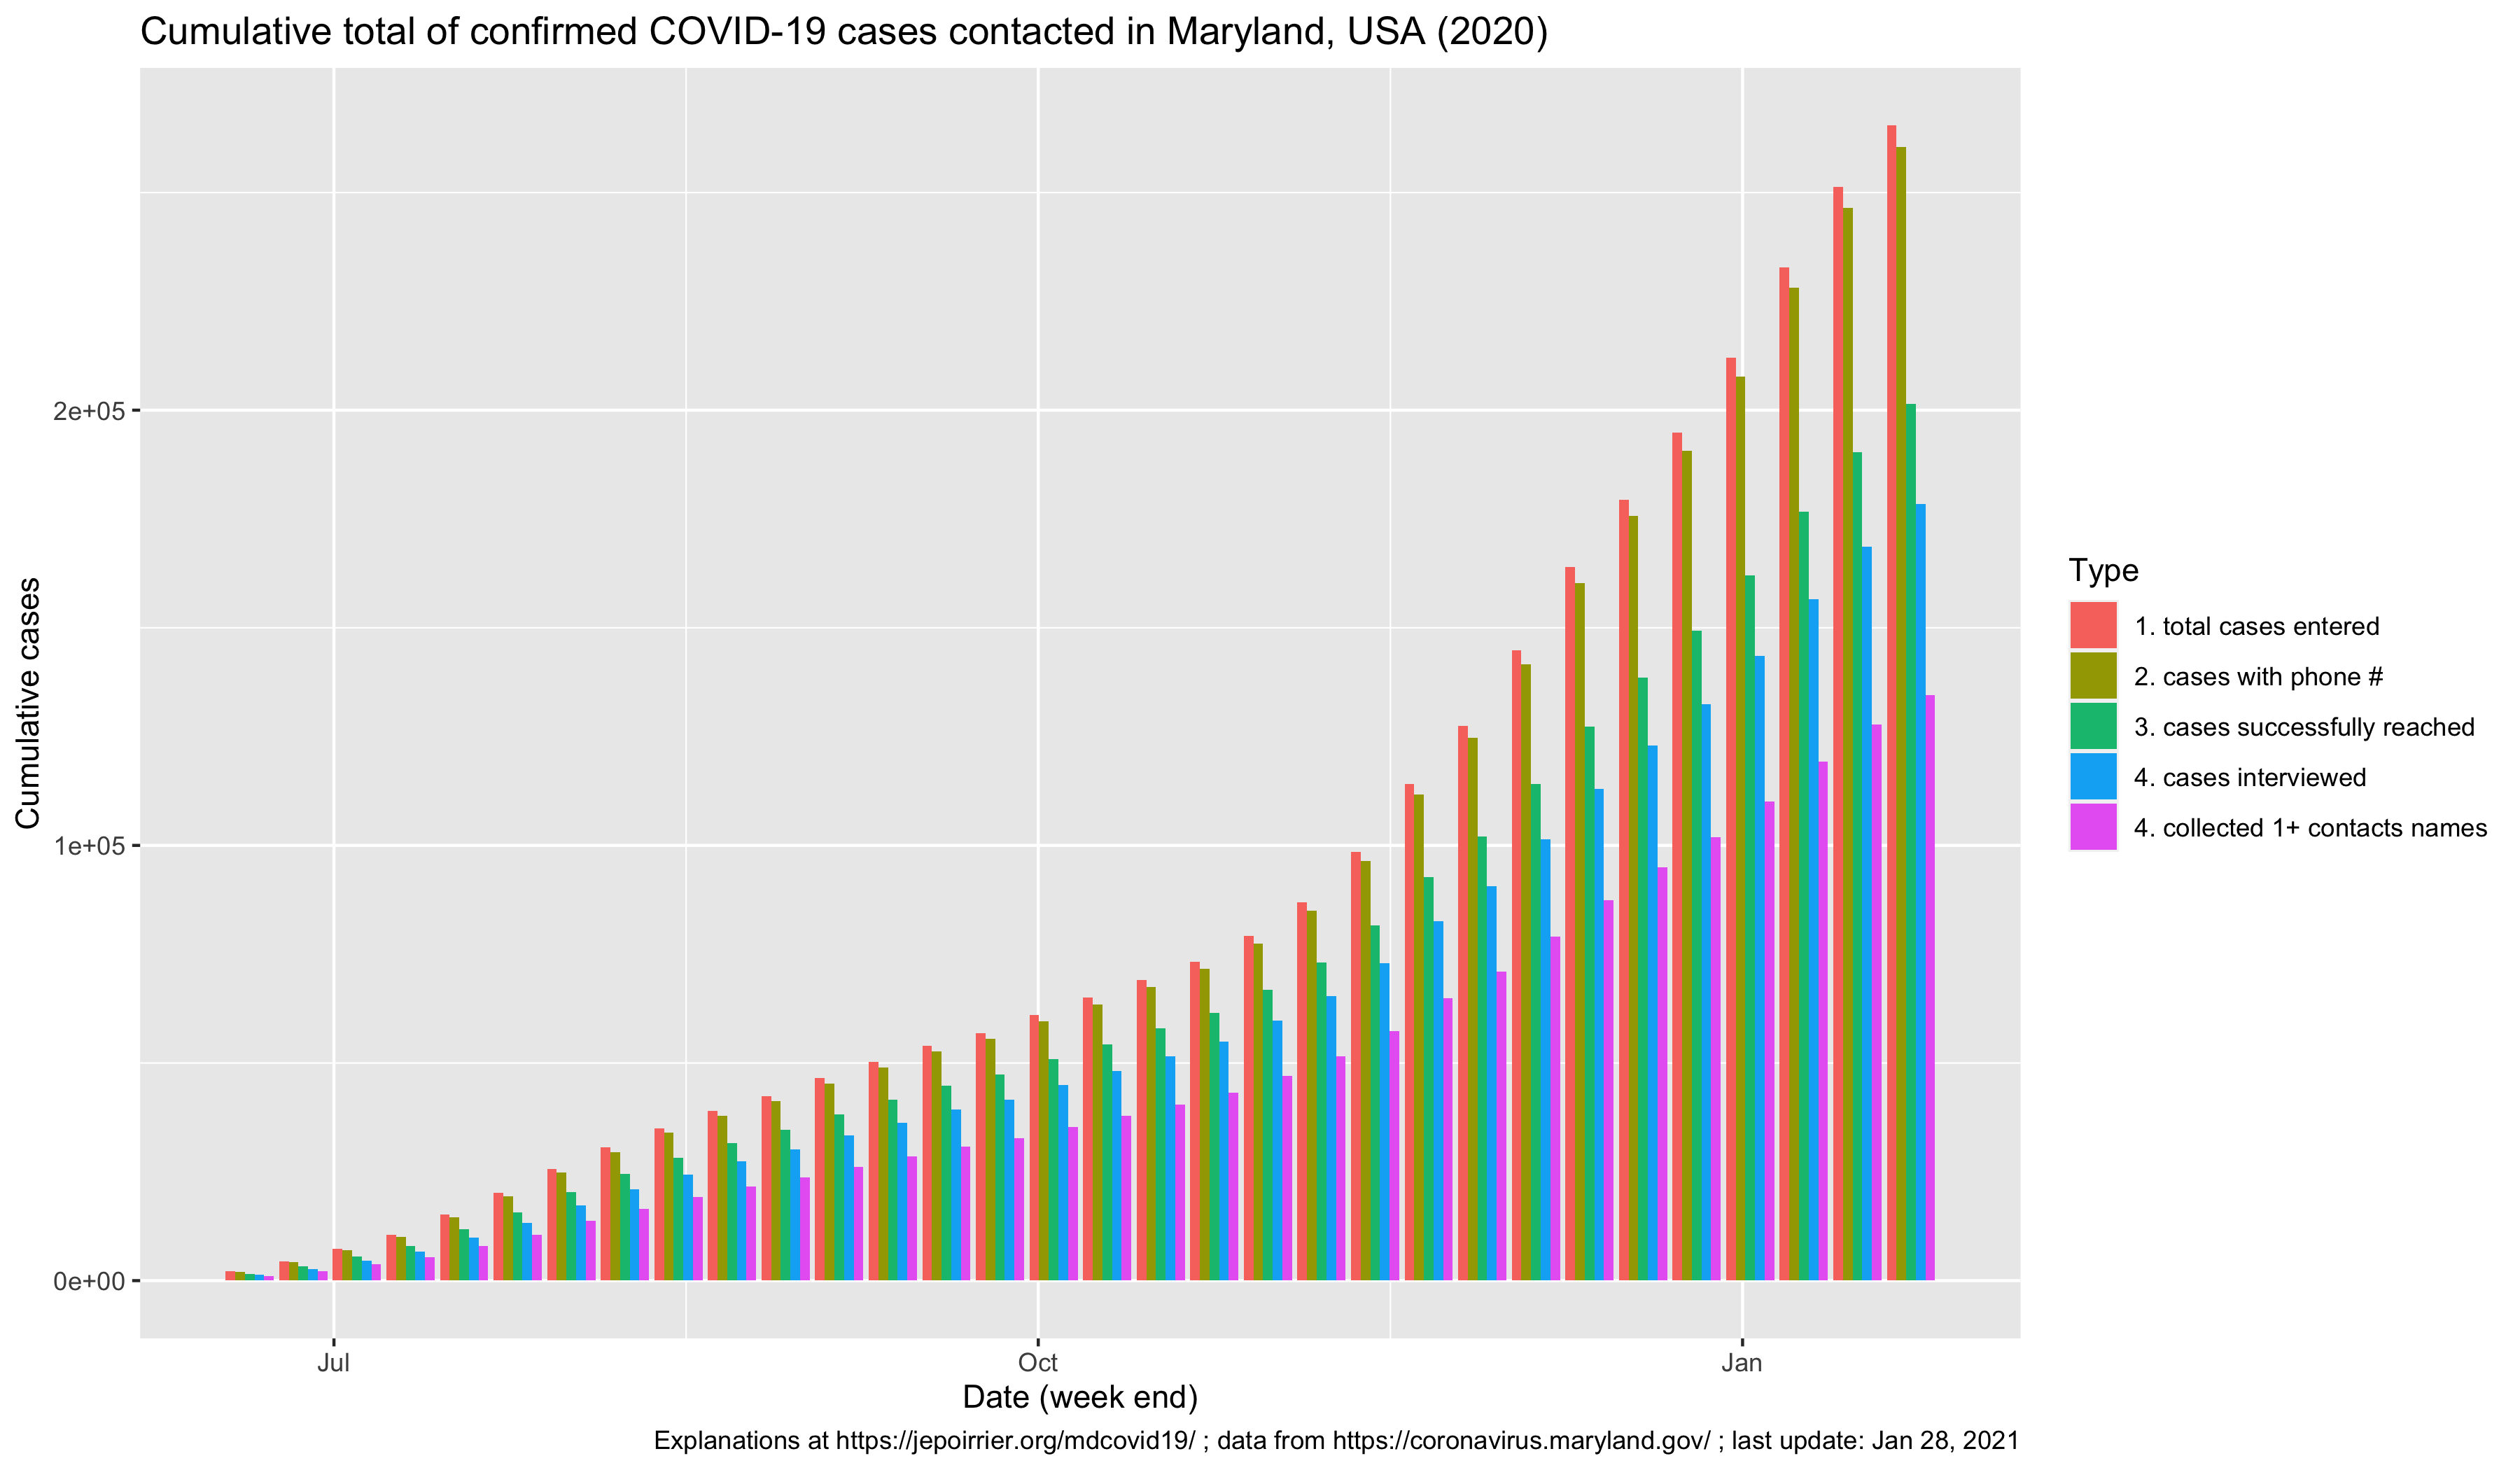 Cumulative total of confirmed COVID-19 cases contacted in Maryland, USA (2020)
Cumulative cases
2e+05
1e+05
0e+00
Jul
Oct
Jan
Date (week end)
Type
1. total cases entered
2. cases with phone #
3. cases successfully reached
4. cases interviewed
4. collected 1+ contacts names
Explanations at https://jepoirrier.org/mdcovid19/ ; data from https://coronavirus.maryland.gov/ ; last update: Jan 28, 2021